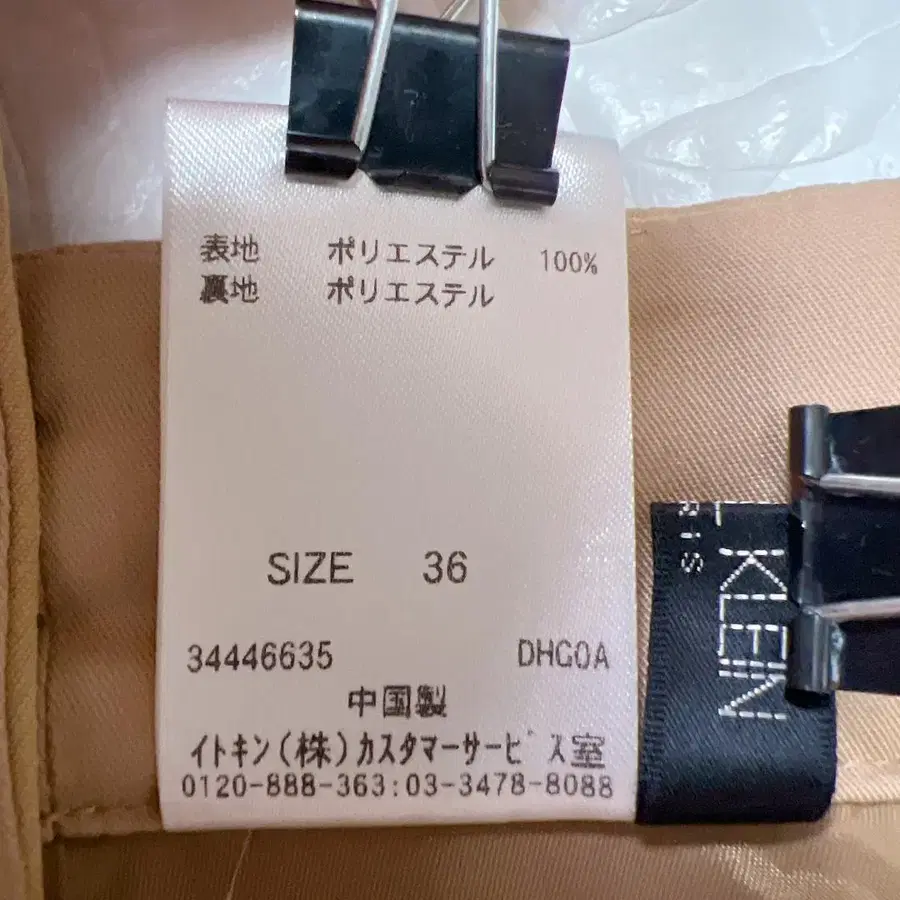 表地 ポリエステル 100%
裏地 ポリエステル
SIZE 36
34446635 DHG0A
中国製
イトキン(株)カスタマーサービス室
0120-888-363:03-3478-8088
KLEIN